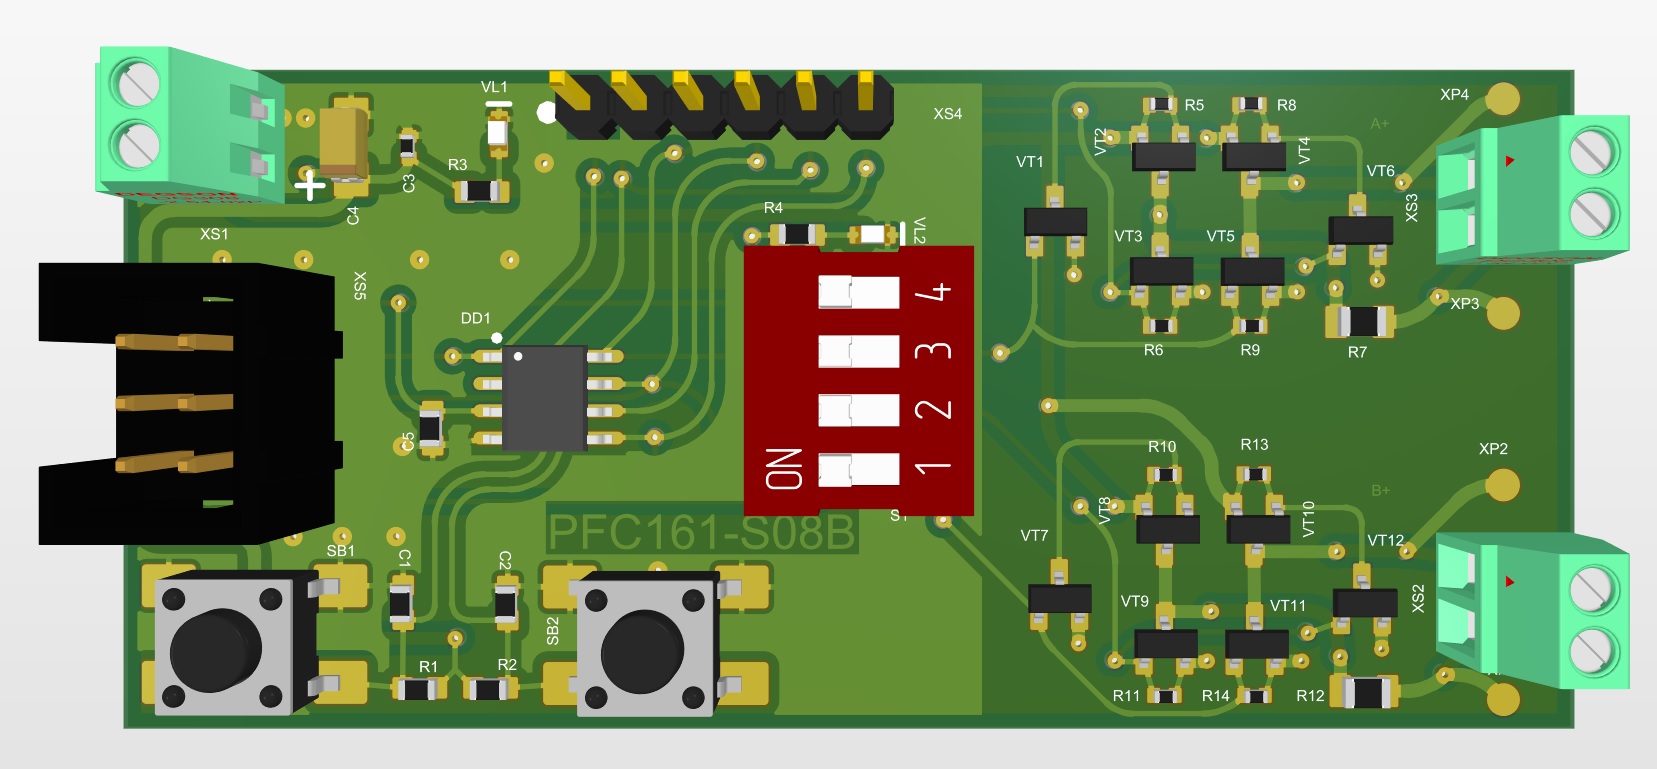 VL1
XS4
R5
R8
XP4
A+
VT2
VT4
VT1
VT6
R3
C3
C4
+
XS3
XS1
R4
VL2
VT3
VT5
XS5
DD1
XP3
R6
R9
R7
4
3
2
1
ON
C5
R10
R13
XP2
B+
VT8
VT10
S1
PFC161-S08B
VT7
VT12
SB1
C1
C2
XS2
VT9
VT11
SB2
R1
R2
R11
R14
R12